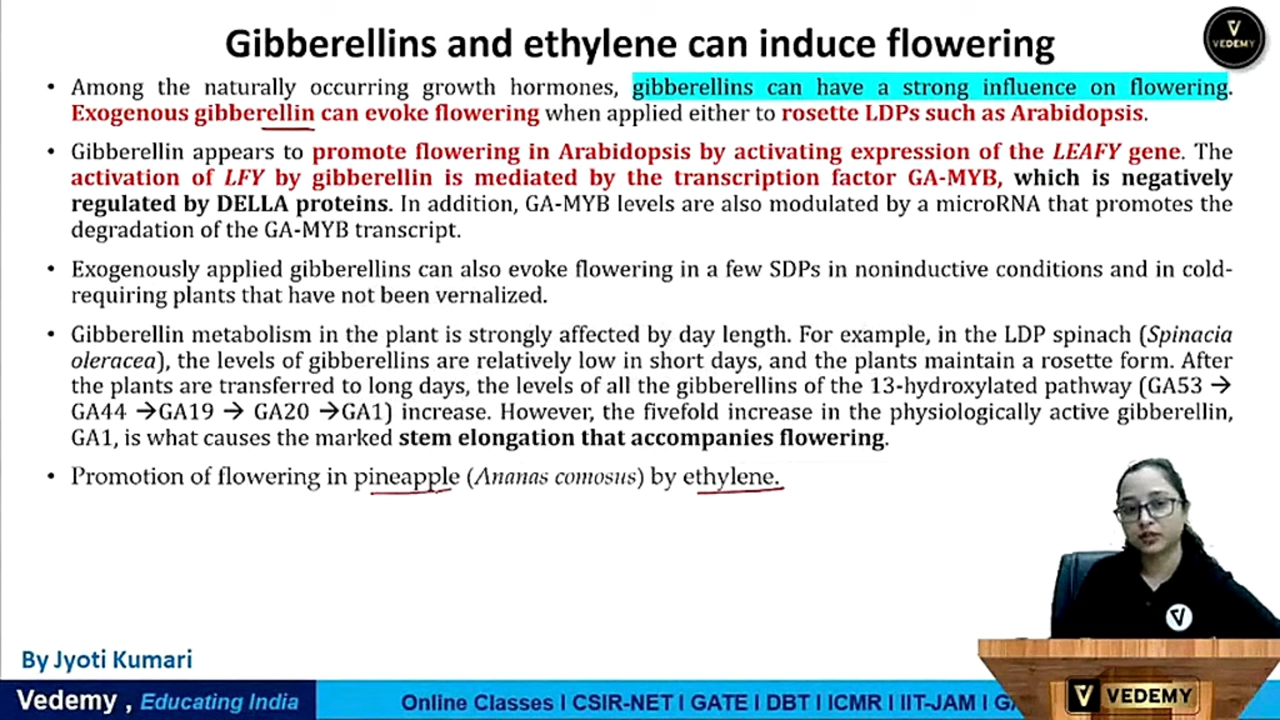 Gibberellins and ethylene can induce flowering
VEDEMY
• Among the naturally occurring growth hormones, gibberellins can have a strong influence on flowering.
Exogenous gibberellin can evoke flowering when applied either to rosette LDPs such as Arabidopsis.
• Gibberellin appears to promote flowering in Arabidopsis by activating expression of the LEAFY gene. The
activation of LFY by gibberellin is mediated by the transcription factor GA-MYB, which is negatively
regulated by DELLA proteins. In addition, GA-MYB levels are also modulated by a microRNA that promotes the
degradation of the GA-MYB transcript.
• Exogenously applied gibberellins can also evoke flowering in a few SDPs in noninductive conditions and in cold-
requiring plants that have not been vernalized.
• Gibberellin metabolism in the plant is strongly affected by day length. For example, in the LDP spinach (Spinacia
oleracea), the levels of gibberellins are relatively low in short days, and the plants maintain a rosette form. After
the plants are transferred to long days, the levels of all the gibberellins of the 13-hydroxylated pathway (GA53 →
GA44 →GA19 → GA20 →GA1) increase. However, the fivefold increase in the physiologically active gibberellin,
GA1, is what causes the marked stem elongation that accompanies flowering.
• Promotion of flowering in pineapple (Ananas comosus) by ethylene.
By Jyoti Kumari
Vedemy , Educating India
Online Classes I CSIR-NET I GATE I DBT I ICMR I IIT-JAM I GA
VEDEMY